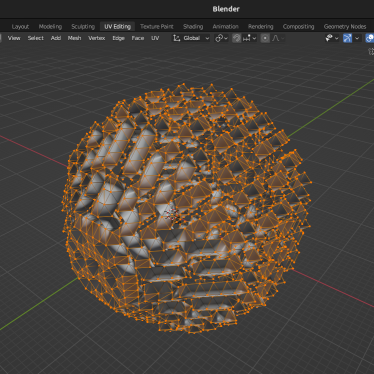 Blender
Layout Modeling Sculpting UV Editing Texture Paint Shading Animation Rendering Compositing Geometry Nodes
View Select Add Mesh Vertex Edge Face UV Global